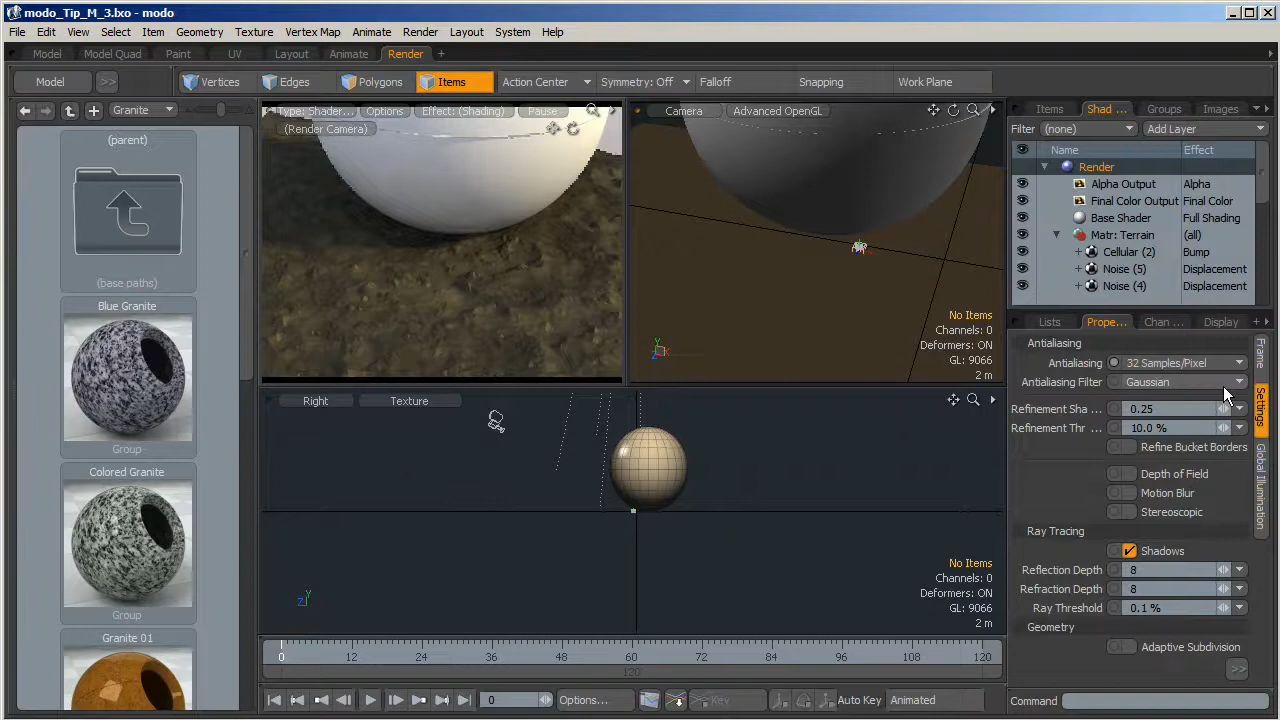 modo_Tip_M_3.lxo - modo
File Edit View Select Item Geometry Texture Vertex Map Animate Render Layout System Help
Model Model Quad Paint UV Layout Animate Render +
Model >> Vertices Edges Polygons Items Action Center Symmetry: Off Falloff Snapping Work Plane
Granite
(parent)
(base paths)
Blue Granite
Group
Colored Granite
Group
Granite 01
Type: Shader... Options Effect: (Shading) Pause
(Render Camera)
Camera Advanced OpenGL
No Items
Channels: 0
Deformers: ON
GL: 9066
2 m
Right Texture
No Items
Channels: 0
Deformers: ON
GL: 9066
2 m
0 12 24 36 48 60 72 84 96 108 120
120
0 Options... Key Auto Key Animated
Items Shad ... Groups Images
Filter (none) Add Layer
Name Effect
Render
Alpha Output Alpha
Final Color Output Final Color
Base Shader Full Shading
Matr: Terrain (all)
Cellular (2) Bump
Noise (5) Displacement
Noise (4) Displacement
Lists Prope... Chan ... Display +
Antialiasing
Antialiasing 32 Samples/Pixel
Antialiasing Filter Gaussian
Refinement Sha ... 0.25
Refinement Thr ... 10.0 %
Refine Bucket Borders
Depth of Field
Motion Blur
Stereoscopic
Ray Tracing
Shadows
Reflection Depth 8
Refraction Depth 8
Ray Threshold 0.1 %
Geometry
Adaptive Subdivision
>>
Frame
Settings
Global Illumination
Command